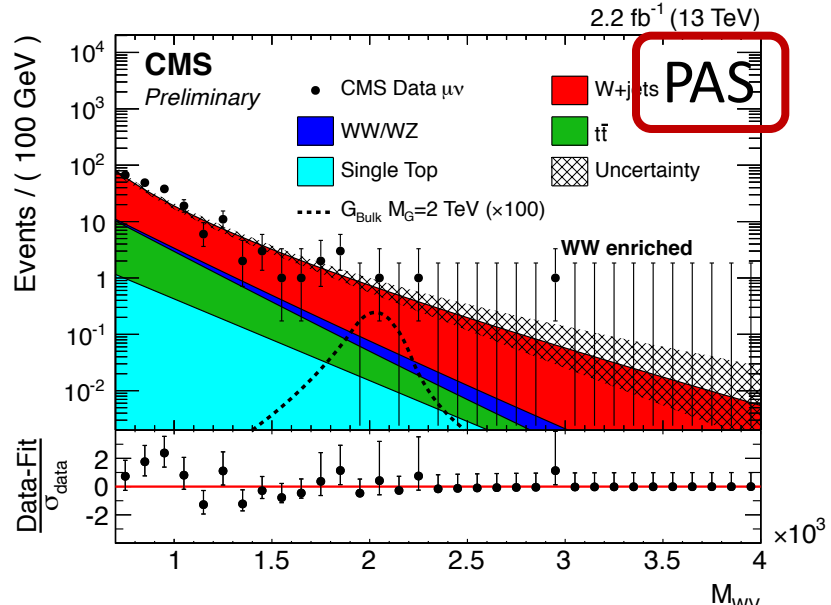 2.2 fb⁻¹ (13 TeV)
CMS
Preliminary
PAS
CMS Data μν
W+jets
WW/WZ
tt̄
Single Top
Uncertainty
G_Bulk M_G=2 TeV (×100)
WW enriched
Events / ( 100 GeV )
10⁴
10³
10²
10
1
10⁻¹
10⁻²
Data-Fit
σ_data
2
0
-2
1
1.5
2
2.5
3
3.5
4
×10³
M_WV